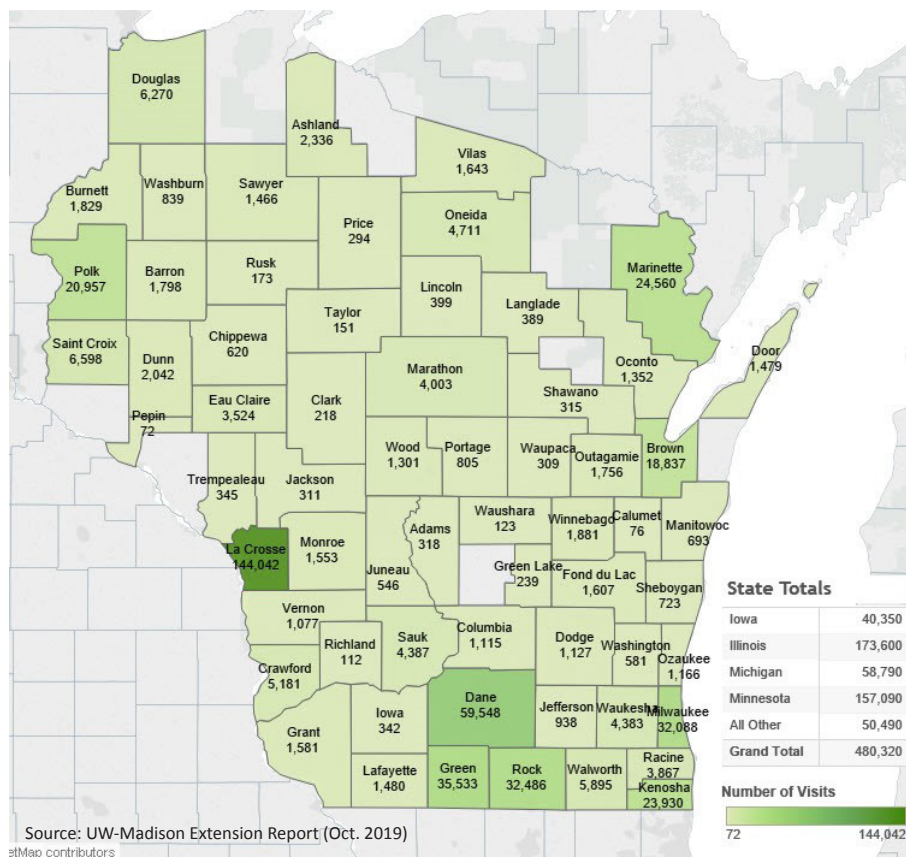 Douglas
6,270
Ashland
2,336
Vilas
1,643
Burnett
1,829
Washburn
839
Sawyer
1,466
Price
294
Oneida
4,711
Marinette
24,560
Polk
20,957
Barron
1,798
Rusk
173
Lincoln
399
Langlade
389
Taylor
151
Saint Croix
6,598
Dunn
2,042
Chippewa
620
Marathon
4,003
Oconto
1,352
Door
1,479
Eau Claire
3,524
Clark
218
Shawano
315
Pepin
72
Wood
1,301
Portage
805
Waupaca
309
Outagamie
1,756
Brown
18,837
Trempealeau
345
Jackson
311
Waushara
123
Winnebago
1,881
Calumet
76
Manitowoc
693
Adams
318
La Crosse
144,042
Monroe
1,553
Juneau
546
Green Lake
239
Fond du Lac
1,607
Sheboygan
723
Vernon
1,077
Richland
112
Sauk
4,387
Columbia
1,115
Dodge
1,127
Washington
581
Ozaukee
1,166
Crawford
5,181
Dane
59,548
Jefferson
938
Waukesha
4,383
Milwaukee
32,088
Grant
1,581
Iowa
342
Lafayette
1,480
Green
35,533
Rock
32,486
Walworth
5,895
Racine
3,867
Kenosha
23,930
State Totals
Iowa 40,350
Illinois 173,600
Michigan 58,790
Minnesota 157,090
All Other 50,490
Grand Total 480,320
Number of Visits
72 144,042
Source: UW-Madison Extension Report (Oct. 2019)
etMap contributors